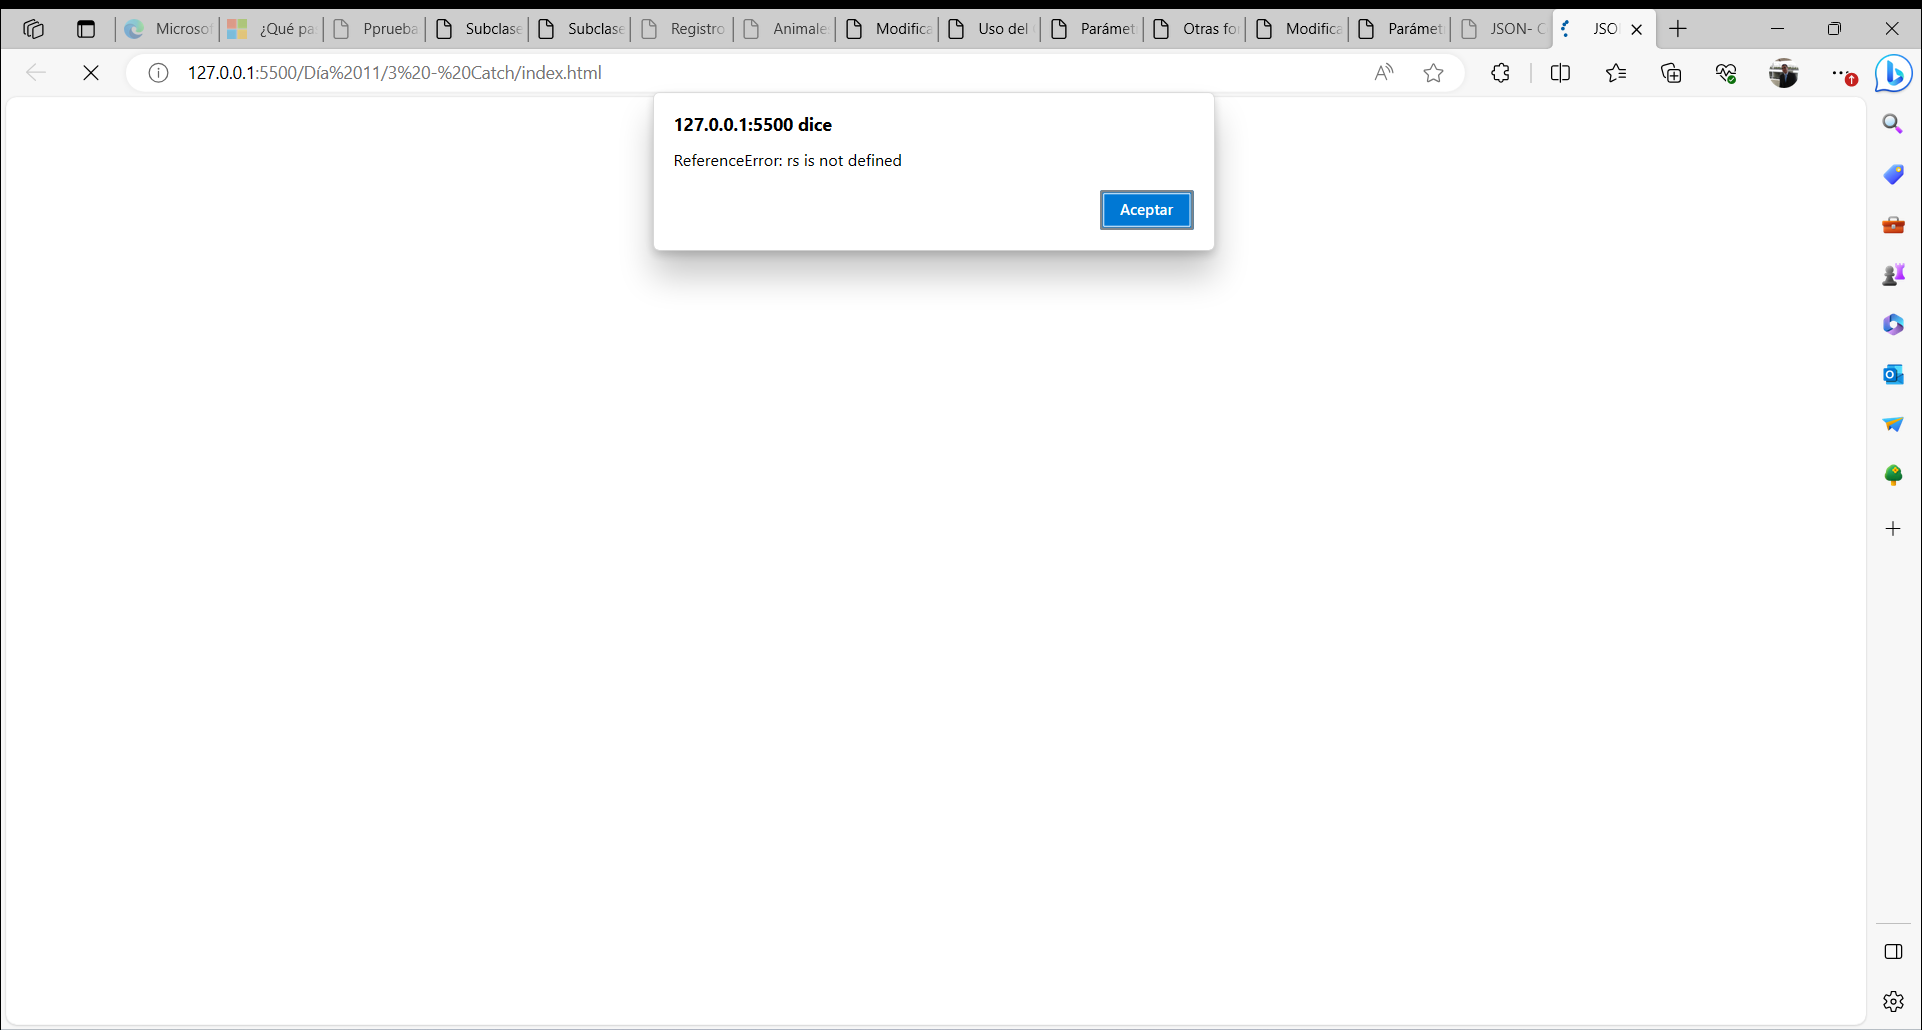 Microsof ¿Qué pa Pprueba Subclase Subclase Registro Animale Modifica Uso del Parámet Otras for Modifica Parámet JSON- C JSO
127.0.0.1:5500/Día%2011/3%20-%20Catch/index.html
127.0.0.1:5500 dice
ReferenceError: rs is not defined
Aceptar